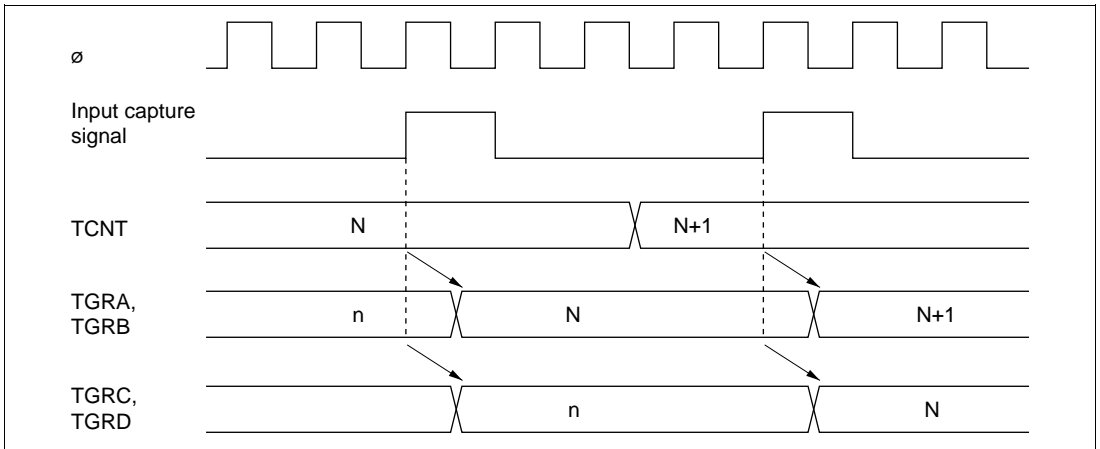 ø
Input capture
signal
TCNT
N
N+1
TGRA,
TGRB
n
N
N+1
TGRC,
TGRD
n
N